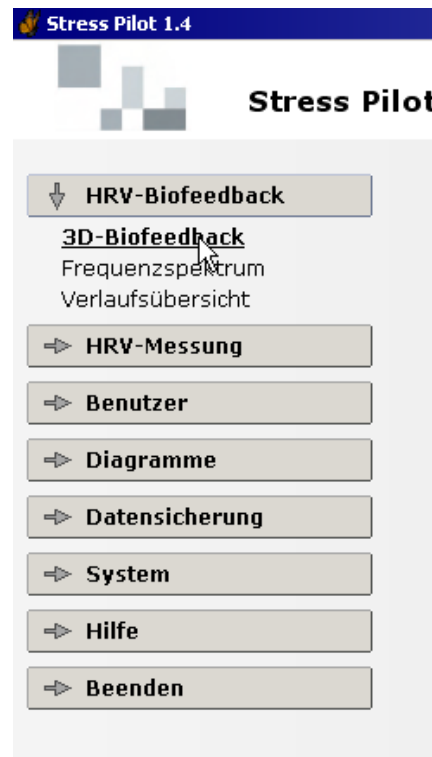 Stress Pilot 1.4
Stress Pilot
HRV-Biofeedback
3D-Biofeedback
Frequenzspektrum
Verlaufsübersicht
HRV-Messung
Benutzer
Diagramme
Datensicherung
System
Hilfe
Beenden